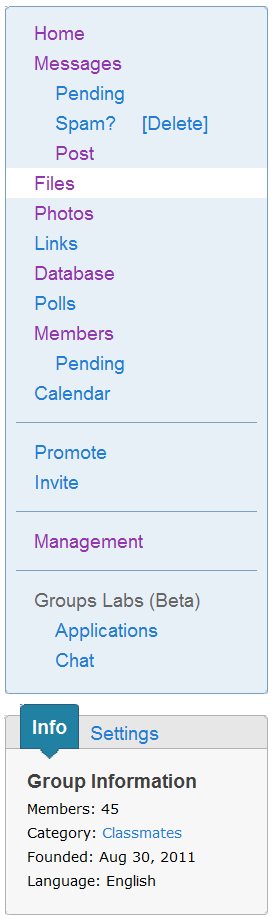 Home
Messages
Pending
Spam? [Delete]
Post
Files
Photos
Links
Database
Polls
Members
Pending
Calendar
Promote
Invite
Management
Groups Labs (Beta)
Applications
Chat
Info Settings
Group Information
Members: 45
Category: Classmates
Founded: Aug 30, 2011
Language: English